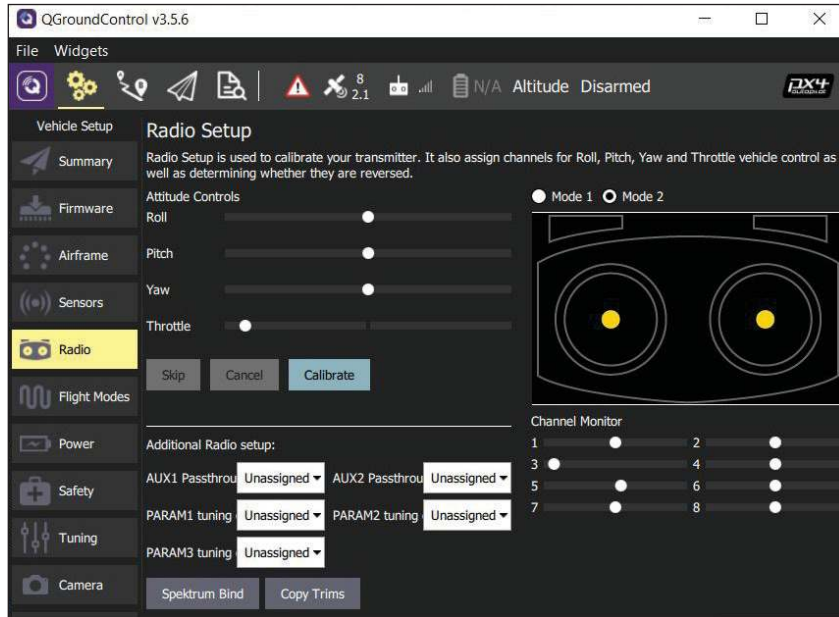 QGroundControl v3.5.6
File Widgets
8
2.1
N/A Altitude Disarmed
px4
autopilot
Vehicle Setup
Summary
Firmware
Airframe
Sensors
Radio
Flight Modes
Power
Safety
Tuning
Camera
Radio Setup
Radio Setup is used to calibrate your transmitter. It also assign channels for Roll, Pitch, Yaw and Throttle vehicle control as
well as determining whether they are reversed.
Attitude Controls
Roll
Pitch
Yaw
Throttle
Skip Cancel Calibrate
Additional Radio setup:
AUX1 Passthrou Unassigned AUX2 Passthrou Unassigned
PARAM1 tuning Unassigned PARAM2 tuning Unassigned
PARAM3 tuning Unassigned
Spektrum Bind Copy Trims
Mode 1 Mode 2
Channel Monitor
1 2
3 4
5 6
7 8